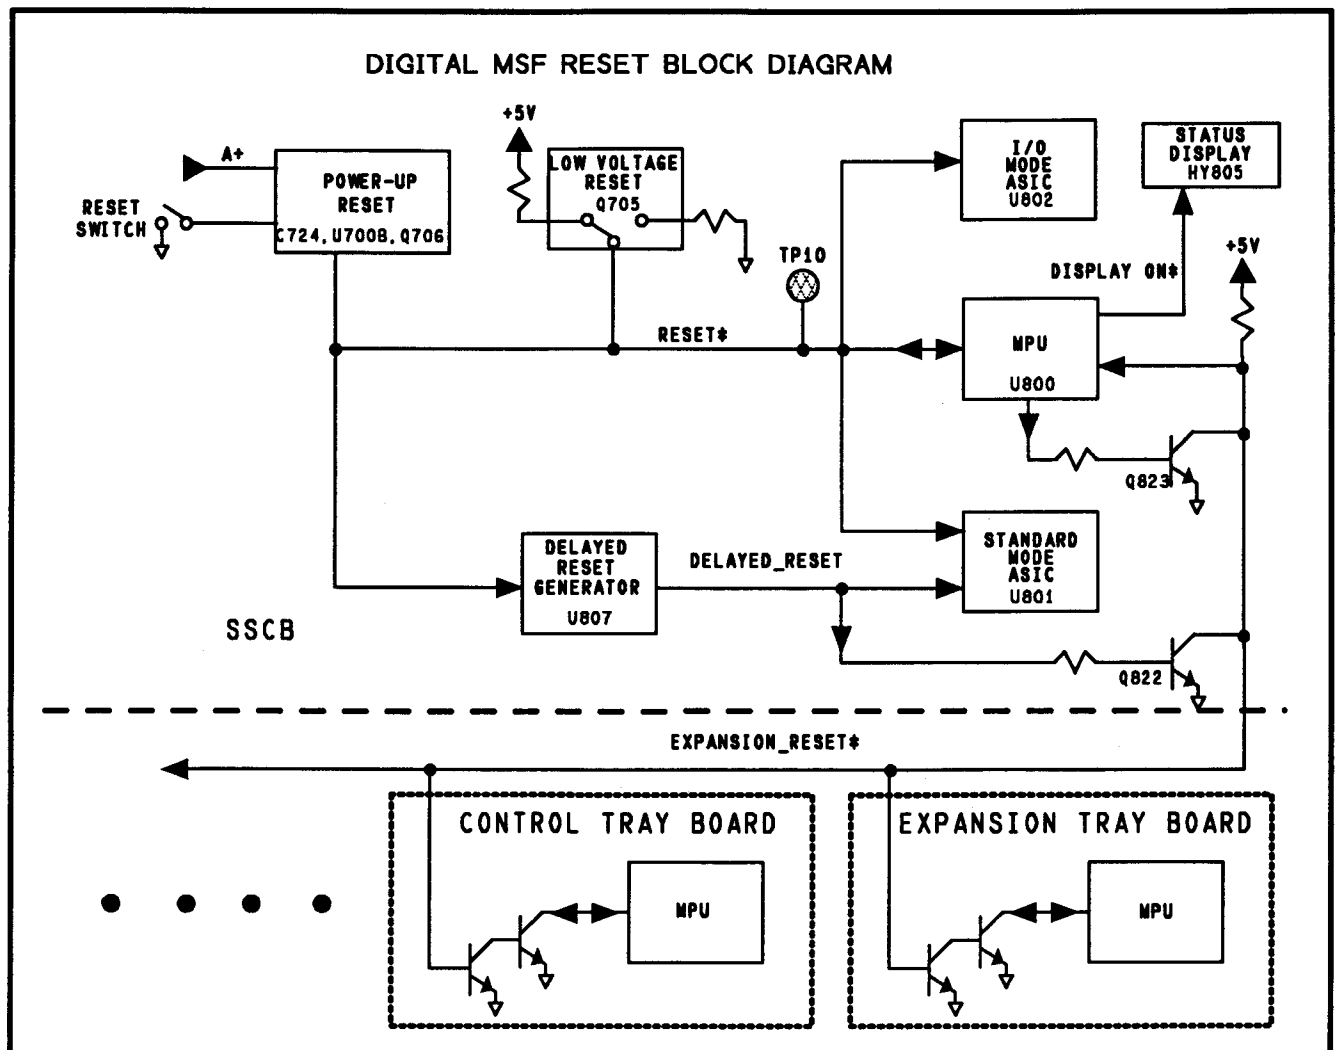 DIGITAL MSF RESET BLOCK DIAGRAM
+5V
A+
POWER-UP
RESET
C724, U700B, Q706
RESET
SWITCH
LOW VOLTAGE
RESET
Q705
I/O
MODE
ASIC
U802
STATUS
DISPLAY
HY805
TP10
DISPLAY ON*
+5V
RESET*
MPU
U800
Q823
DELAYED
RESET
GENERATOR
U807
DELAYED_RESET
STANDARD
MODE
ASIC
U801
SSCB
Q822
EXPANSION_RESET*
CONTROL TRAY BOARD
MPU
EXPANSION TRAY BOARD
MPU